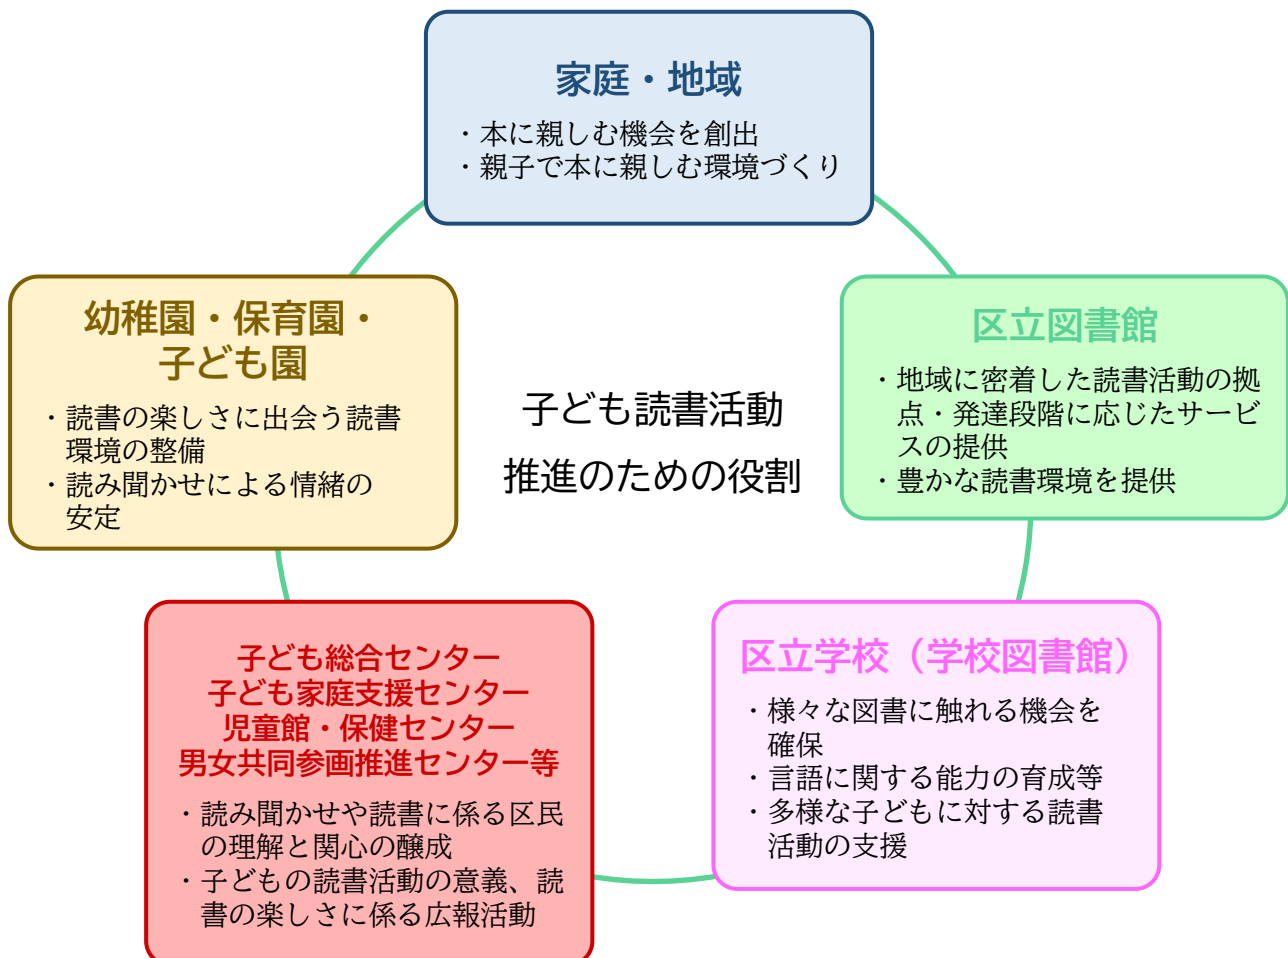 家庭・地域
・本に親しむ機会を創出
・親子で本に親しむ環境づくり
幼稚園・保育園・
子ども園
・読書の楽しさに出会う読書
環境の整備
・読み聞かせによる情緒の
安定
子ども読書活動
推進のための役割
区立図書館
・地域に密着した読書活動の拠
点・発達段階に応じたサービ
スの提供
・豊かな読書環境を提供
子ども総合センター
子ども家庭支援センター
児童館・保健センター
男女共同参画推進センター等
・読み聞かせや読書に係る区民
の理解と関心の醸成
・子どもの読書活動の意義、読
書の楽しさに係る広報活動
区立学校（学校図書館）
・様々な図書に触れる機会を
確保
・言語に関する能力の育成等
・多様な子どもに対する読書
活動の支援